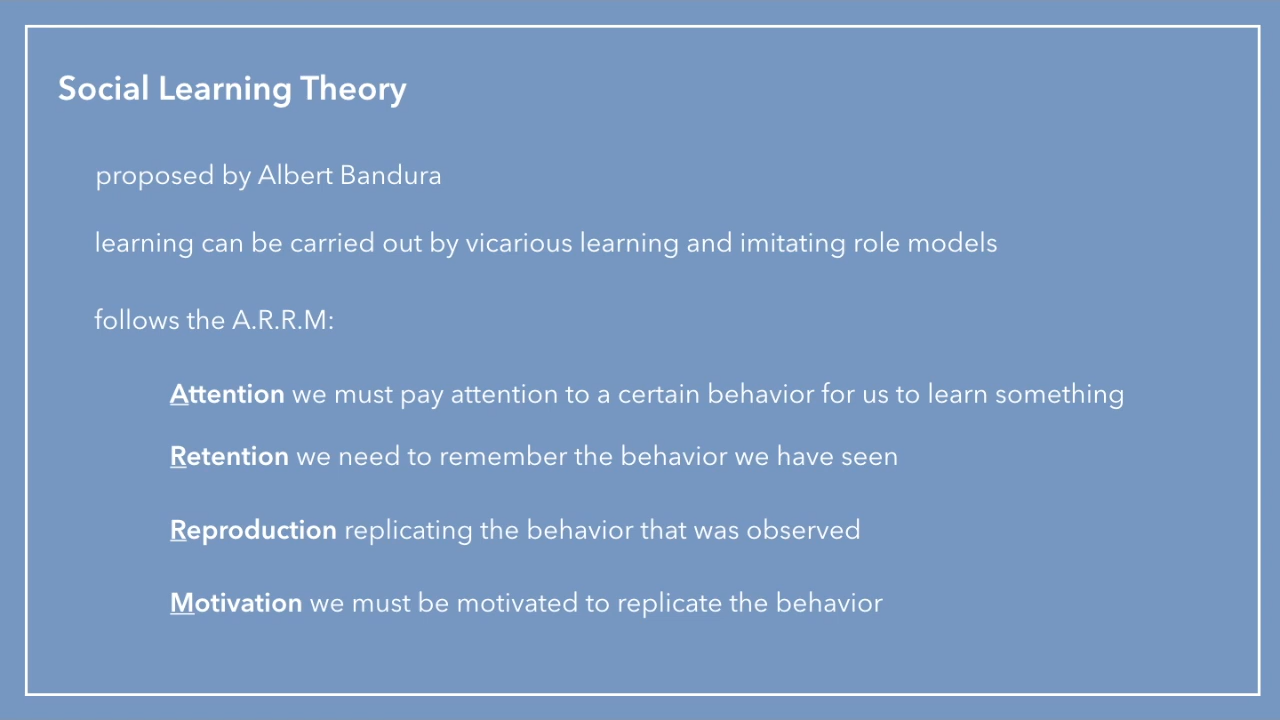 Social Learning Theory
proposed by Albert Bandura
learning can be carried out by vicarious learning and imitating role models
follows the A.R.R.M:
Attention we must pay attention to a certain behavior for us to learn something
Retention we need to remember the behavior we have seen
Reproduction replicating the behavior that was observed
Motivation we must be motivated to replicate the behavior